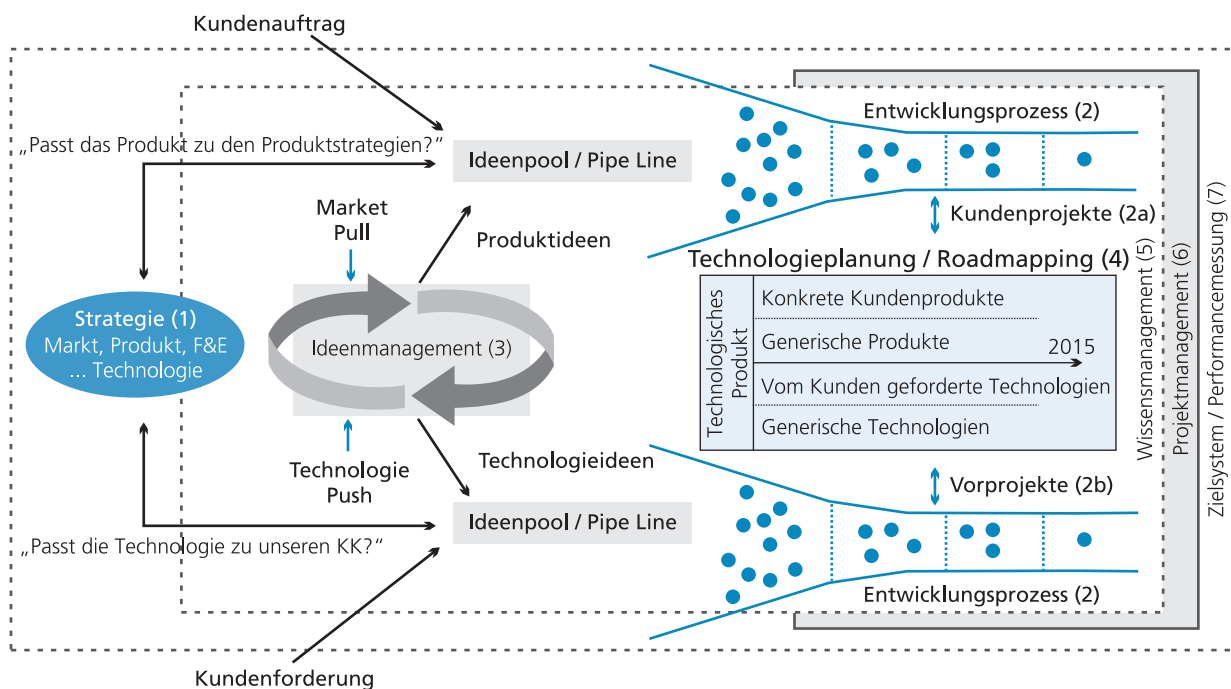 Kundenauftrag
Entwicklungsprozess (2)
„Passt das Produkt zu den Produktstrategien?“
Ideenpool / Pipe Line
Market
Pull
Produktideen
Kundenprojekte (2a)
Technologieplanung / Roadmapping (4)
Strategie (1)
Markt, Produkt, F&E
... Technologie
Ideenmanagement (3)
Technologisches
Produkt
Konkrete Kundenprodukte
Generische Produkte
2015
Vom Kunden geforderte Technologien
Generische Technologien
Wissensmanagement (5)
Projektmanagement (6)
Zielsystem / Performancemessung (7)
Technologie
Push
Technologieideen
Vorprojekte (2b)
Ideenpool / Pipe Line
„Passt die Technologie zu unseren KK?“
Entwicklungsprozess (2)
Kundenforderung